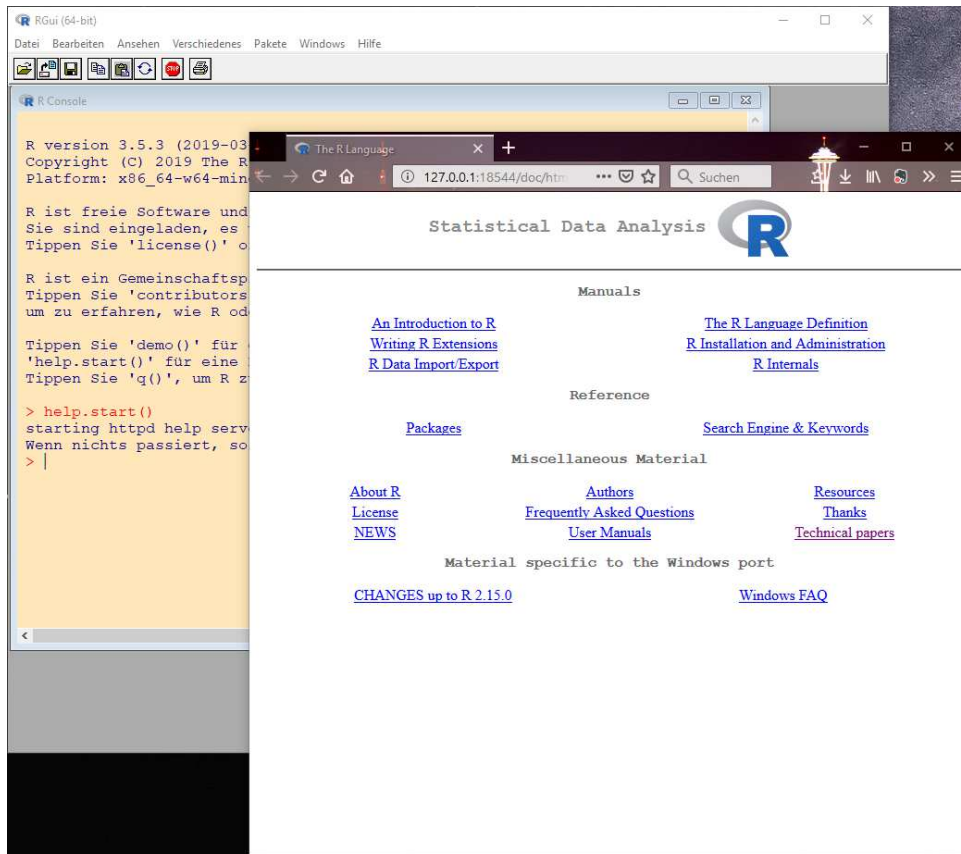 RGui (64-bit)
Datei Bearbeiten Ansehen Verschiedenes Pakete Windows Hilfe
STOP
R Console
R version 3.5.3 (2019-03
Copyright (C) 2019 The R
Platform: x86_64-w64-min
R ist freie Software und
Sie sind eingeladen, es
Tippen Sie 'license()' o
R ist ein Gemeinschaftsp
Tippen Sie 'contributors
um zu erfahren, wie R od
Tippen Sie 'demo()' für
'help.start()' für eine
Tippen Sie 'q()', um R z
> help.start()
starting httpd help serv
Wenn nichts passiert, so
>
The R Language
127.0.0.1:18544/doc/htm
Suchen
Statistical Data Analysis R
Manuals
An Introduction to R The R Language Definition
Writing R Extensions R Installation and Administration
R Data Import/Export R Internals
Reference
Packages Search Engine & Keywords
Miscellaneous Material
About R Authors Resources
License Frequently Asked Questions Thanks
NEWS User Manuals Technical papers
Material specific to the Windows port
CHANGES up to R 2.15.0 Windows FAQ